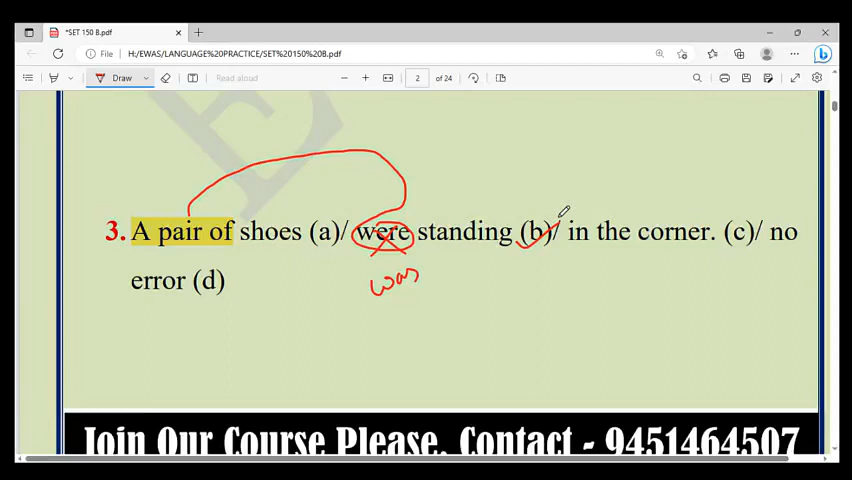 *SET 150 B.pdf
File
H:/EWAS/LANGUAGE%20PRACTICE/SET%20150%20B.pdf
Draw
Read aloud
2
of 24
3. A pair of shoes (a)/ were standing (b)/ in the corner. (c)/ no
error (d)
was
Join Our Course Please. Contact - 9451464507